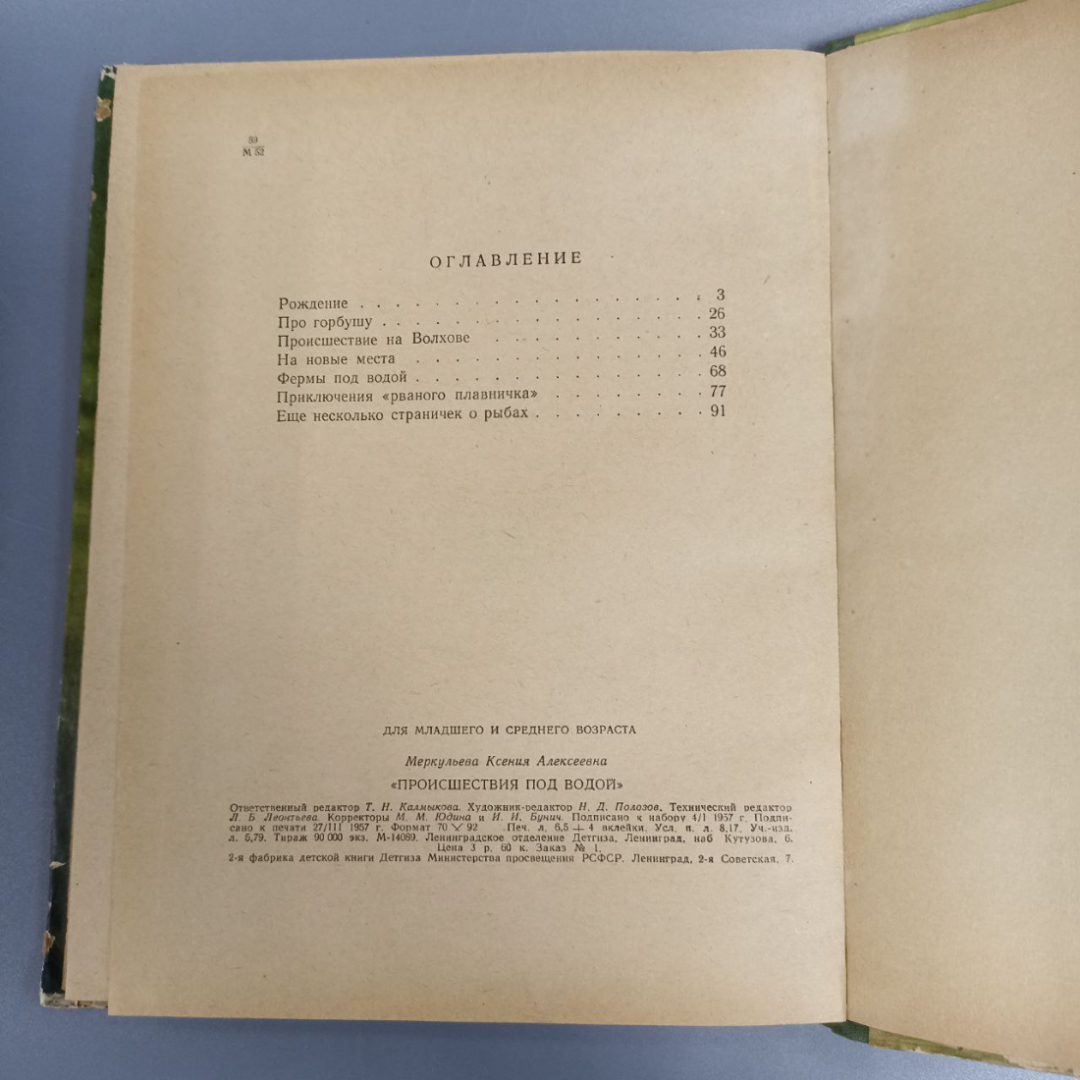 59
М 52
ОГЛАВЛЕНИЕ
Рождение . . . . . . . . . . . . . . . . . . 3
Про горбушу . . . . . . . . . . . . . . . . . 26
Происшествие на Волхове . . . . . . . . . . . 33
На новые места . . . . . . . . . . . . . . . 46
Фермы под водой . . . . . . . . . . . . . . . 68
Приключения «рваного плавничка» . . . . . . . . 77
Еще несколько страничек о рыбах . . . . . . . . 91
ДЛЯ МЛАДШЕГО И СРЕДНЕГО ВОЗРАСТА
Меркульева Ксения Алексеевна
«ПРОИСШЕСТВИЯ ПОД ВОДОЙ»
Ответственный редактор Т. Н. Калмыкова. Художник-редактор Н. Д. Полозов. Технический редактор
Л. Б Леонтьева. Корректоры М. М. Юдина и И. И. Бунич. Подписано к набору 4/I 1957 г. Подпи-
сано к печати 27/III 1957 г. Формат 70 × 92 Печ. л. 6,5 + 4 вклейки. Усл. п. л. 8,17. Уч.-изд.
л. 5,79. Тираж 90 000 экз. М-14089. Ленинградское отделение Детгиза, Ленинград, наб Кутузова, 6.
Цена 3 р. 60 к. Заказ № 1.
2-я фабрика детской книги Детгиза Министерства просвещения РСФСР. Ленинград, 2-я Советская, 7.